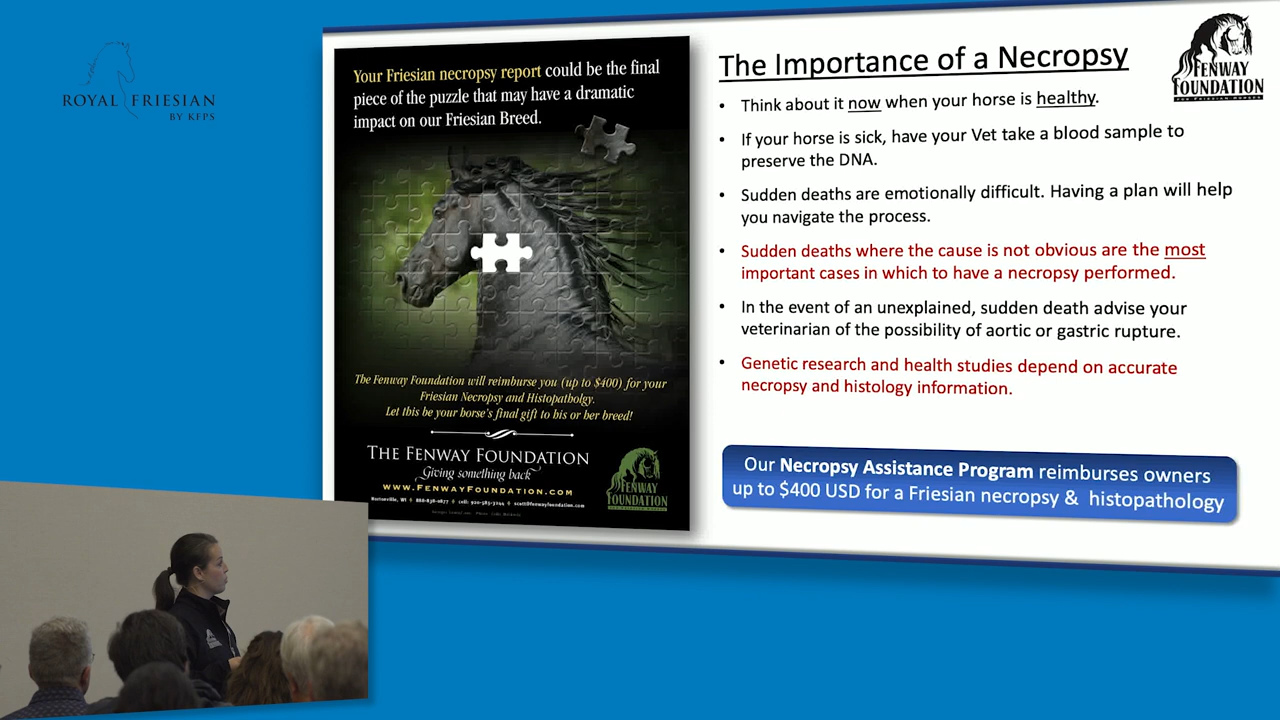 ROYAL FRIESIAN
BY KFPS
Your Friesian necropsy report could be the final
piece of the puzzle that may have a dramatic
impact on our Friesian Breed.
The Fenway Foundation will reimburse you (up to $400) for your
Friesian Necropsy and Histopatholgy.
Let this be your horse's final gift to his or her breed!
THE FENWAY FOUNDATION
Giving something back
WWW.FENWAYFOUNDATION.COM
FENWAY
FOUNDATION
The Importance of a Necropsy
FENWAY
FOUNDATION
FOR FRIESIAN HORSES
• Think about it now when your horse is healthy.
• If your horse is sick, have your Vet take a blood sample to
preserve the DNA.
• Sudden deaths are emotionally difficult. Having a plan will help
you navigate the process.
• Sudden deaths where the cause is not obvious are the most
important cases in which to have a necropsy performed.
• In the event of an unexplained, sudden death advise your
veterinarian of the possibility of aortic or gastric rupture.
• Genetic research and health studies depend on accurate
necropsy and histology information.
Our Necropsy Assistance Program reimburses owners
up to $400 USD for a Friesian necropsy & histopathology